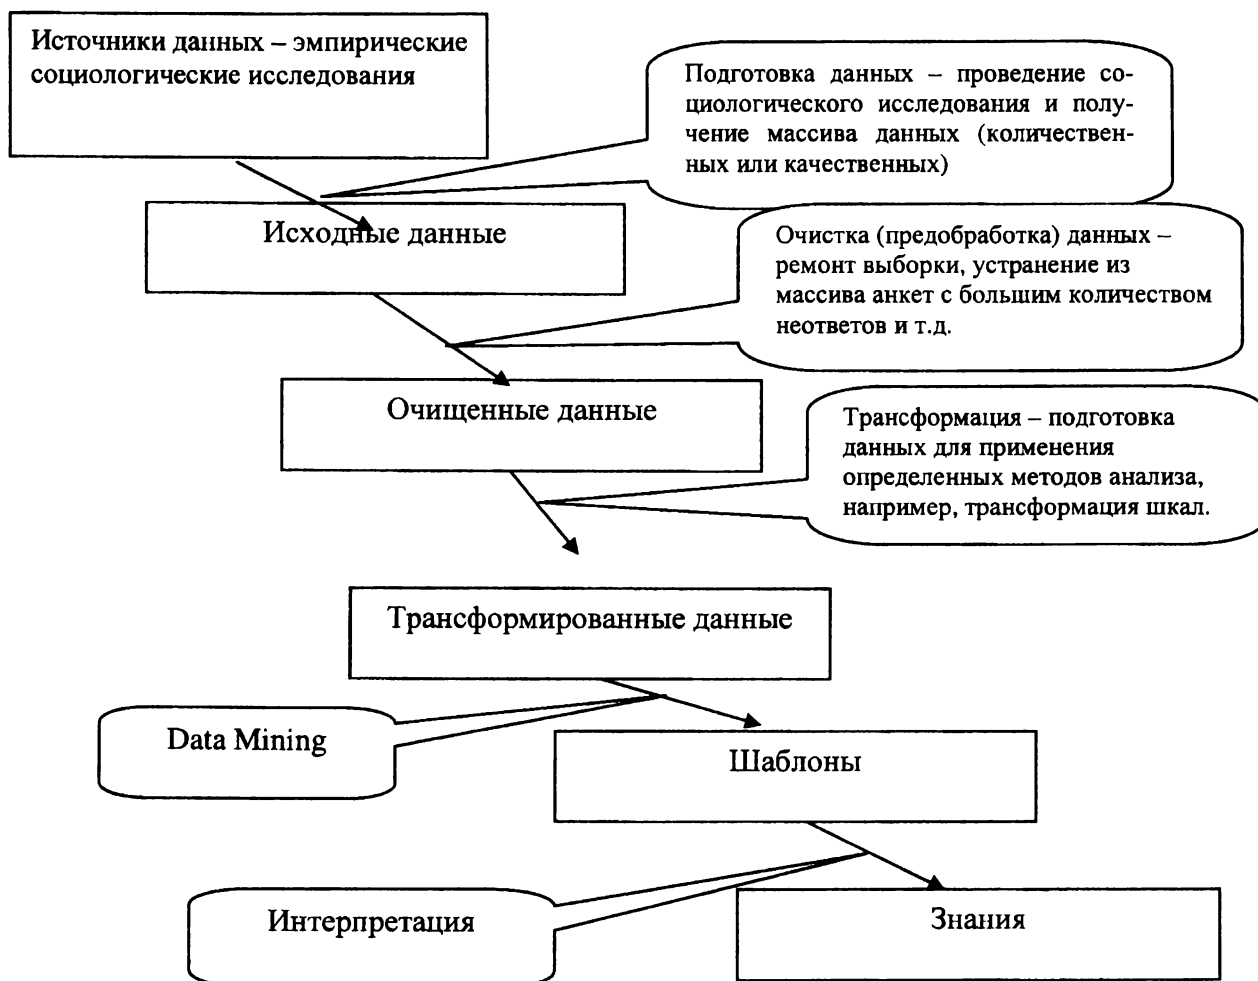 Источники данных – эмпирические
социологические исследования
Подготовка данных – проведение со-
циологического исследования и полу-
чение массива данных (количествен-
ных или качественных)
Исходные данные
Очистка (предобработка) данных –
ремонт выборки, устранение из
массива анкет с большим количеством
неответов и т.д.
Очищенные данные
Трансформация – подготовка
данных для применения
определенных методов анализа,
например, трансформация шкал.
Трансформированные данные
Data Mining
Шаблоны
Интерпретация
Знания